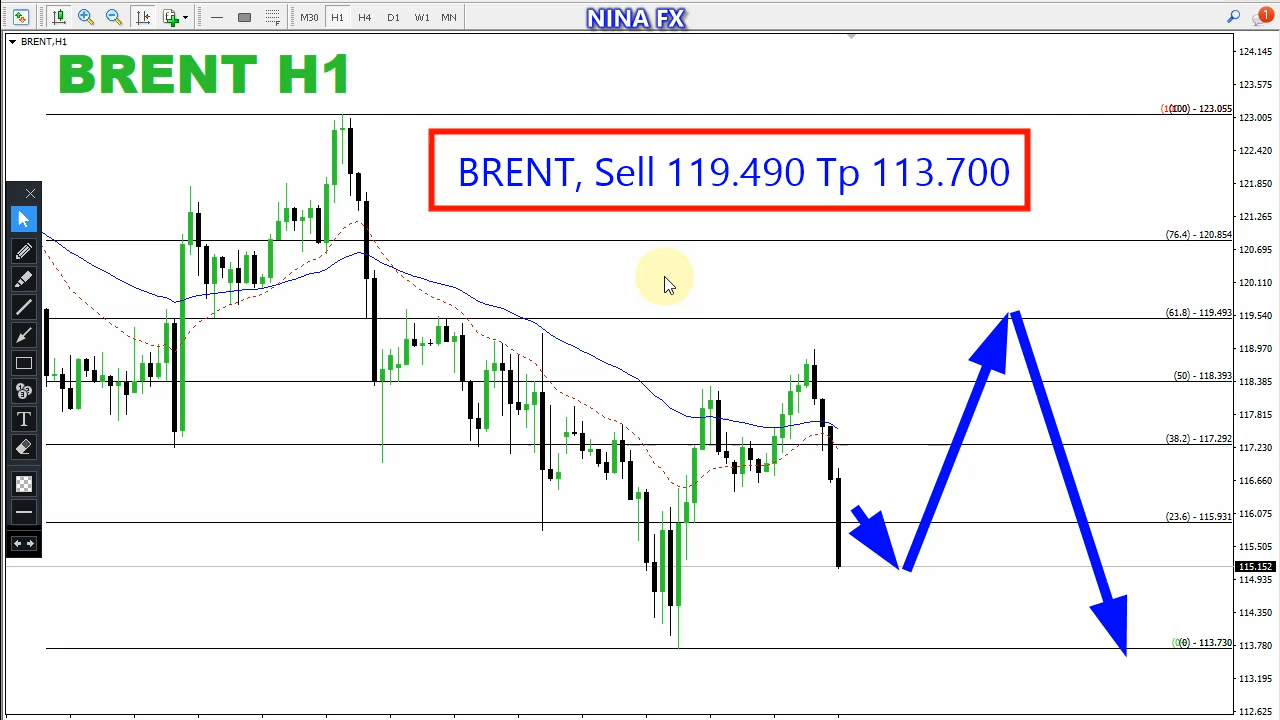 M30 H1 H4 D1 W1 MN
NINA FX
1
BRENT,H1
BRENT H1
BRENT, Sell 119.490 Tp 113.700
(100) - 123.055
(76.4) - 120.854
(61.8) - 119.493
(50) - 118.393
(38.2) - 117.292
(23.6) - 115.931
(0) - 113.730
T
124.145
123.575
123.005
122.420
121.850
121.265
120.695
120.110
119.540
118.970
118.385
117.815
117.230
116.660
116.075
115.505
115.152
114.935
114.350
113.780
113.195
112.625